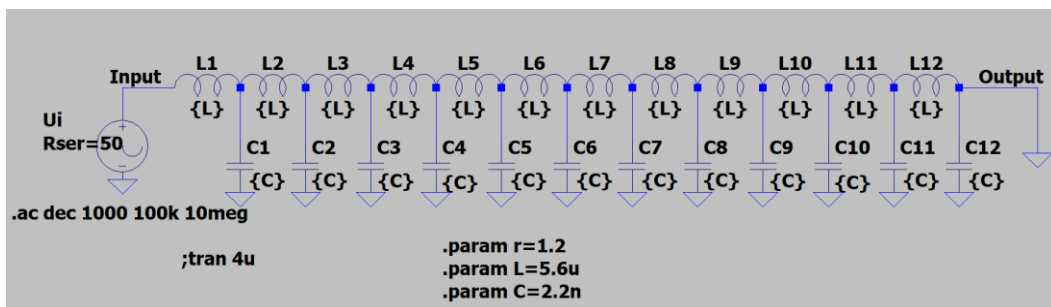 L1 L2 L3 L4 L5 L6 L7 L8 L9 L10 L11 L12
Input Output
{L} {L} {L} {L} {L} {L} {L} {L} {L} {L} {L} {L}
Ui
Rser=50
C1 C2 C3 C4 C5 C6 C7 C8 C9 C10 C11 C12
{C} {C} {C} {C} {C} {C} {C} {C} {C} {C} {C} {C}
.ac dec 1000 100k 10meg
;tran 4u
.param r=1.2
.param L=5.6u
.param C=2.2n